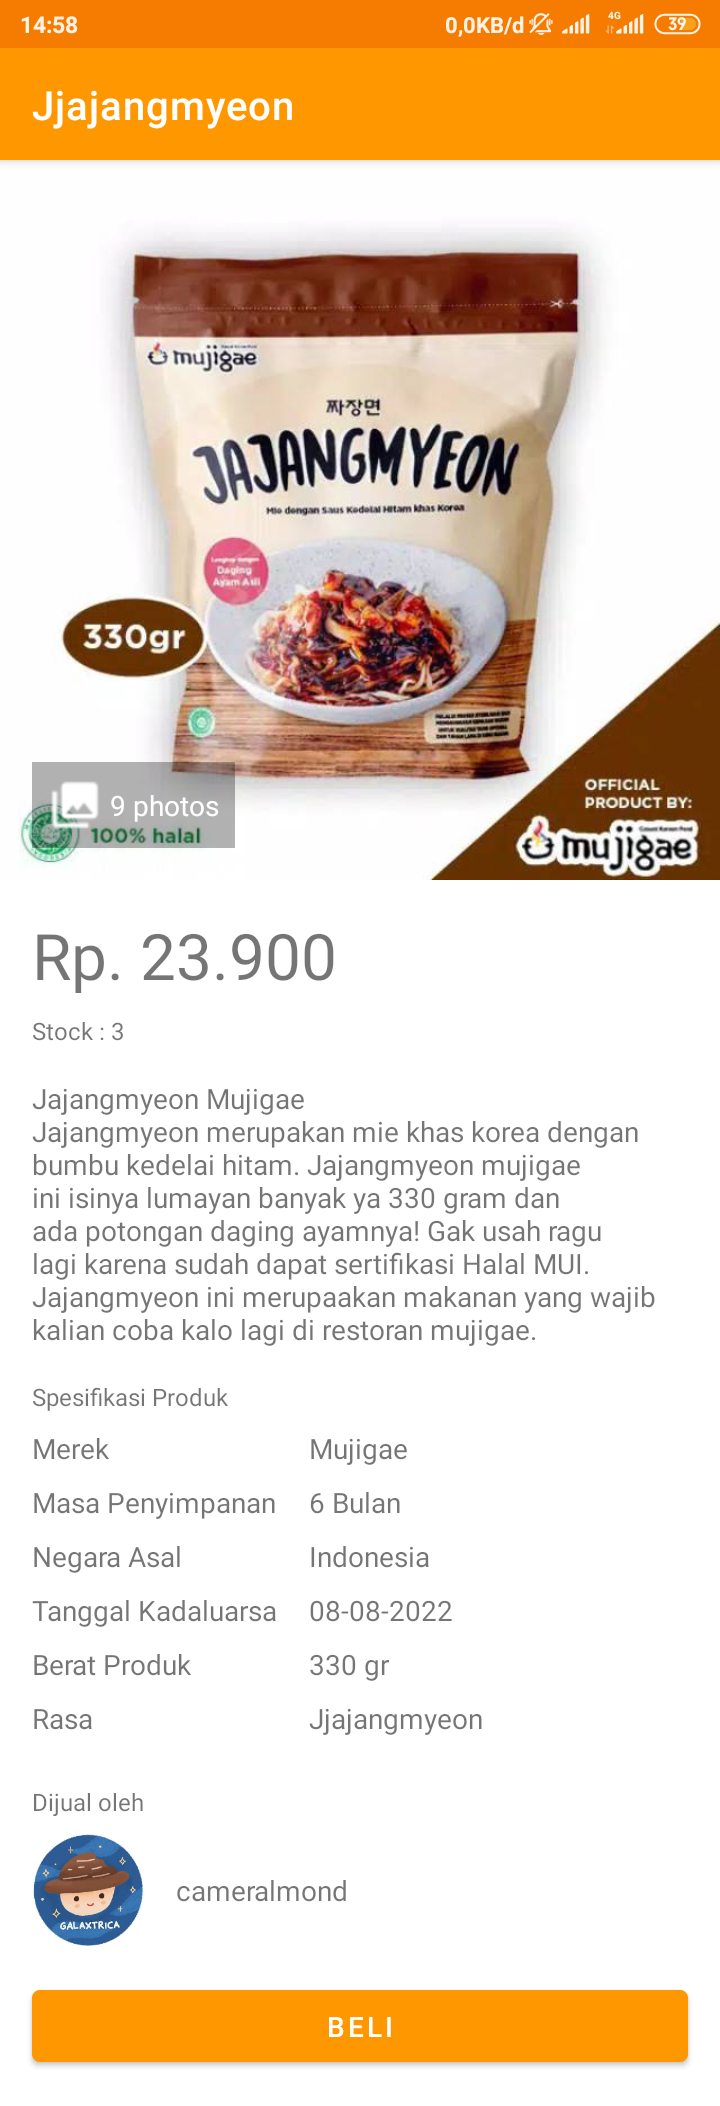 14:58
0,0KB/d
4G
39
Jjajangmyeon
mujigae
짜장면
JAJANGMYEON
Mie dengan Saus Kedelai Hitam khas Korea
Lengkap dengan
Daging
Ayam Asli
330gr
9 photos
100% halal
OFFICIAL
PRODUCT BY:
mujigae
Rp. 23.900
Stock : 3
Jajangmyeon Mujigae
Jajangmyeon merupakan mie khas korea dengan
bumbu kedelai hitam. Jajangmyeon mujigae
ini isinya lumayan banyak ya 330 gram dan
ada potongan daging ayamnya! Gak usah ragu
lagi karena sudah dapat sertifikasi Halal MUI.
Jajangmyeon ini merupaakan makanan yang wajib
kalian coba kalo lagi di restoran mujigae.
Spesifikasi Produk
Merek Mujigae
Masa Penyimpanan 6 Bulan
Negara Asal Indonesia
Tanggal Kadaluarsa 08-08-2022
Berat Produk 330 gr
Rasa Jjajangmyeon
Dijual oleh
GALAXTRICA
cameralmond
BELI